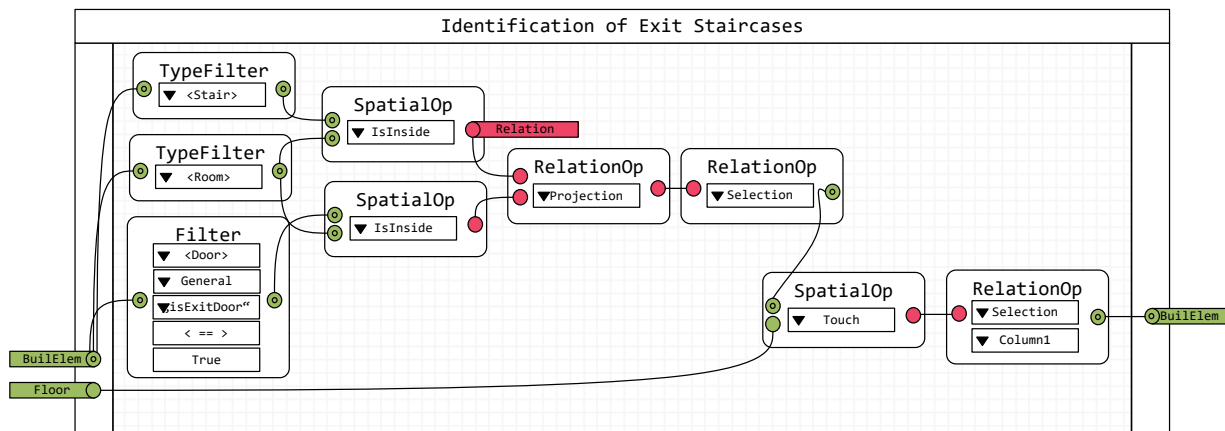 Identification of Exit Staircases
TypeFilter
<Stair>
SpatialOp
IsInside
Relation
TypeFilter
<Room>
SpatialOp
IsInside
RelationOp
Projection
RelationOp
Selection
Filter
<Door>
General
„isExitDoor“
< == >
True
SpatialOp
Touch
RelationOp
Selection
Column1
BuilElem
BuilElem
Floor